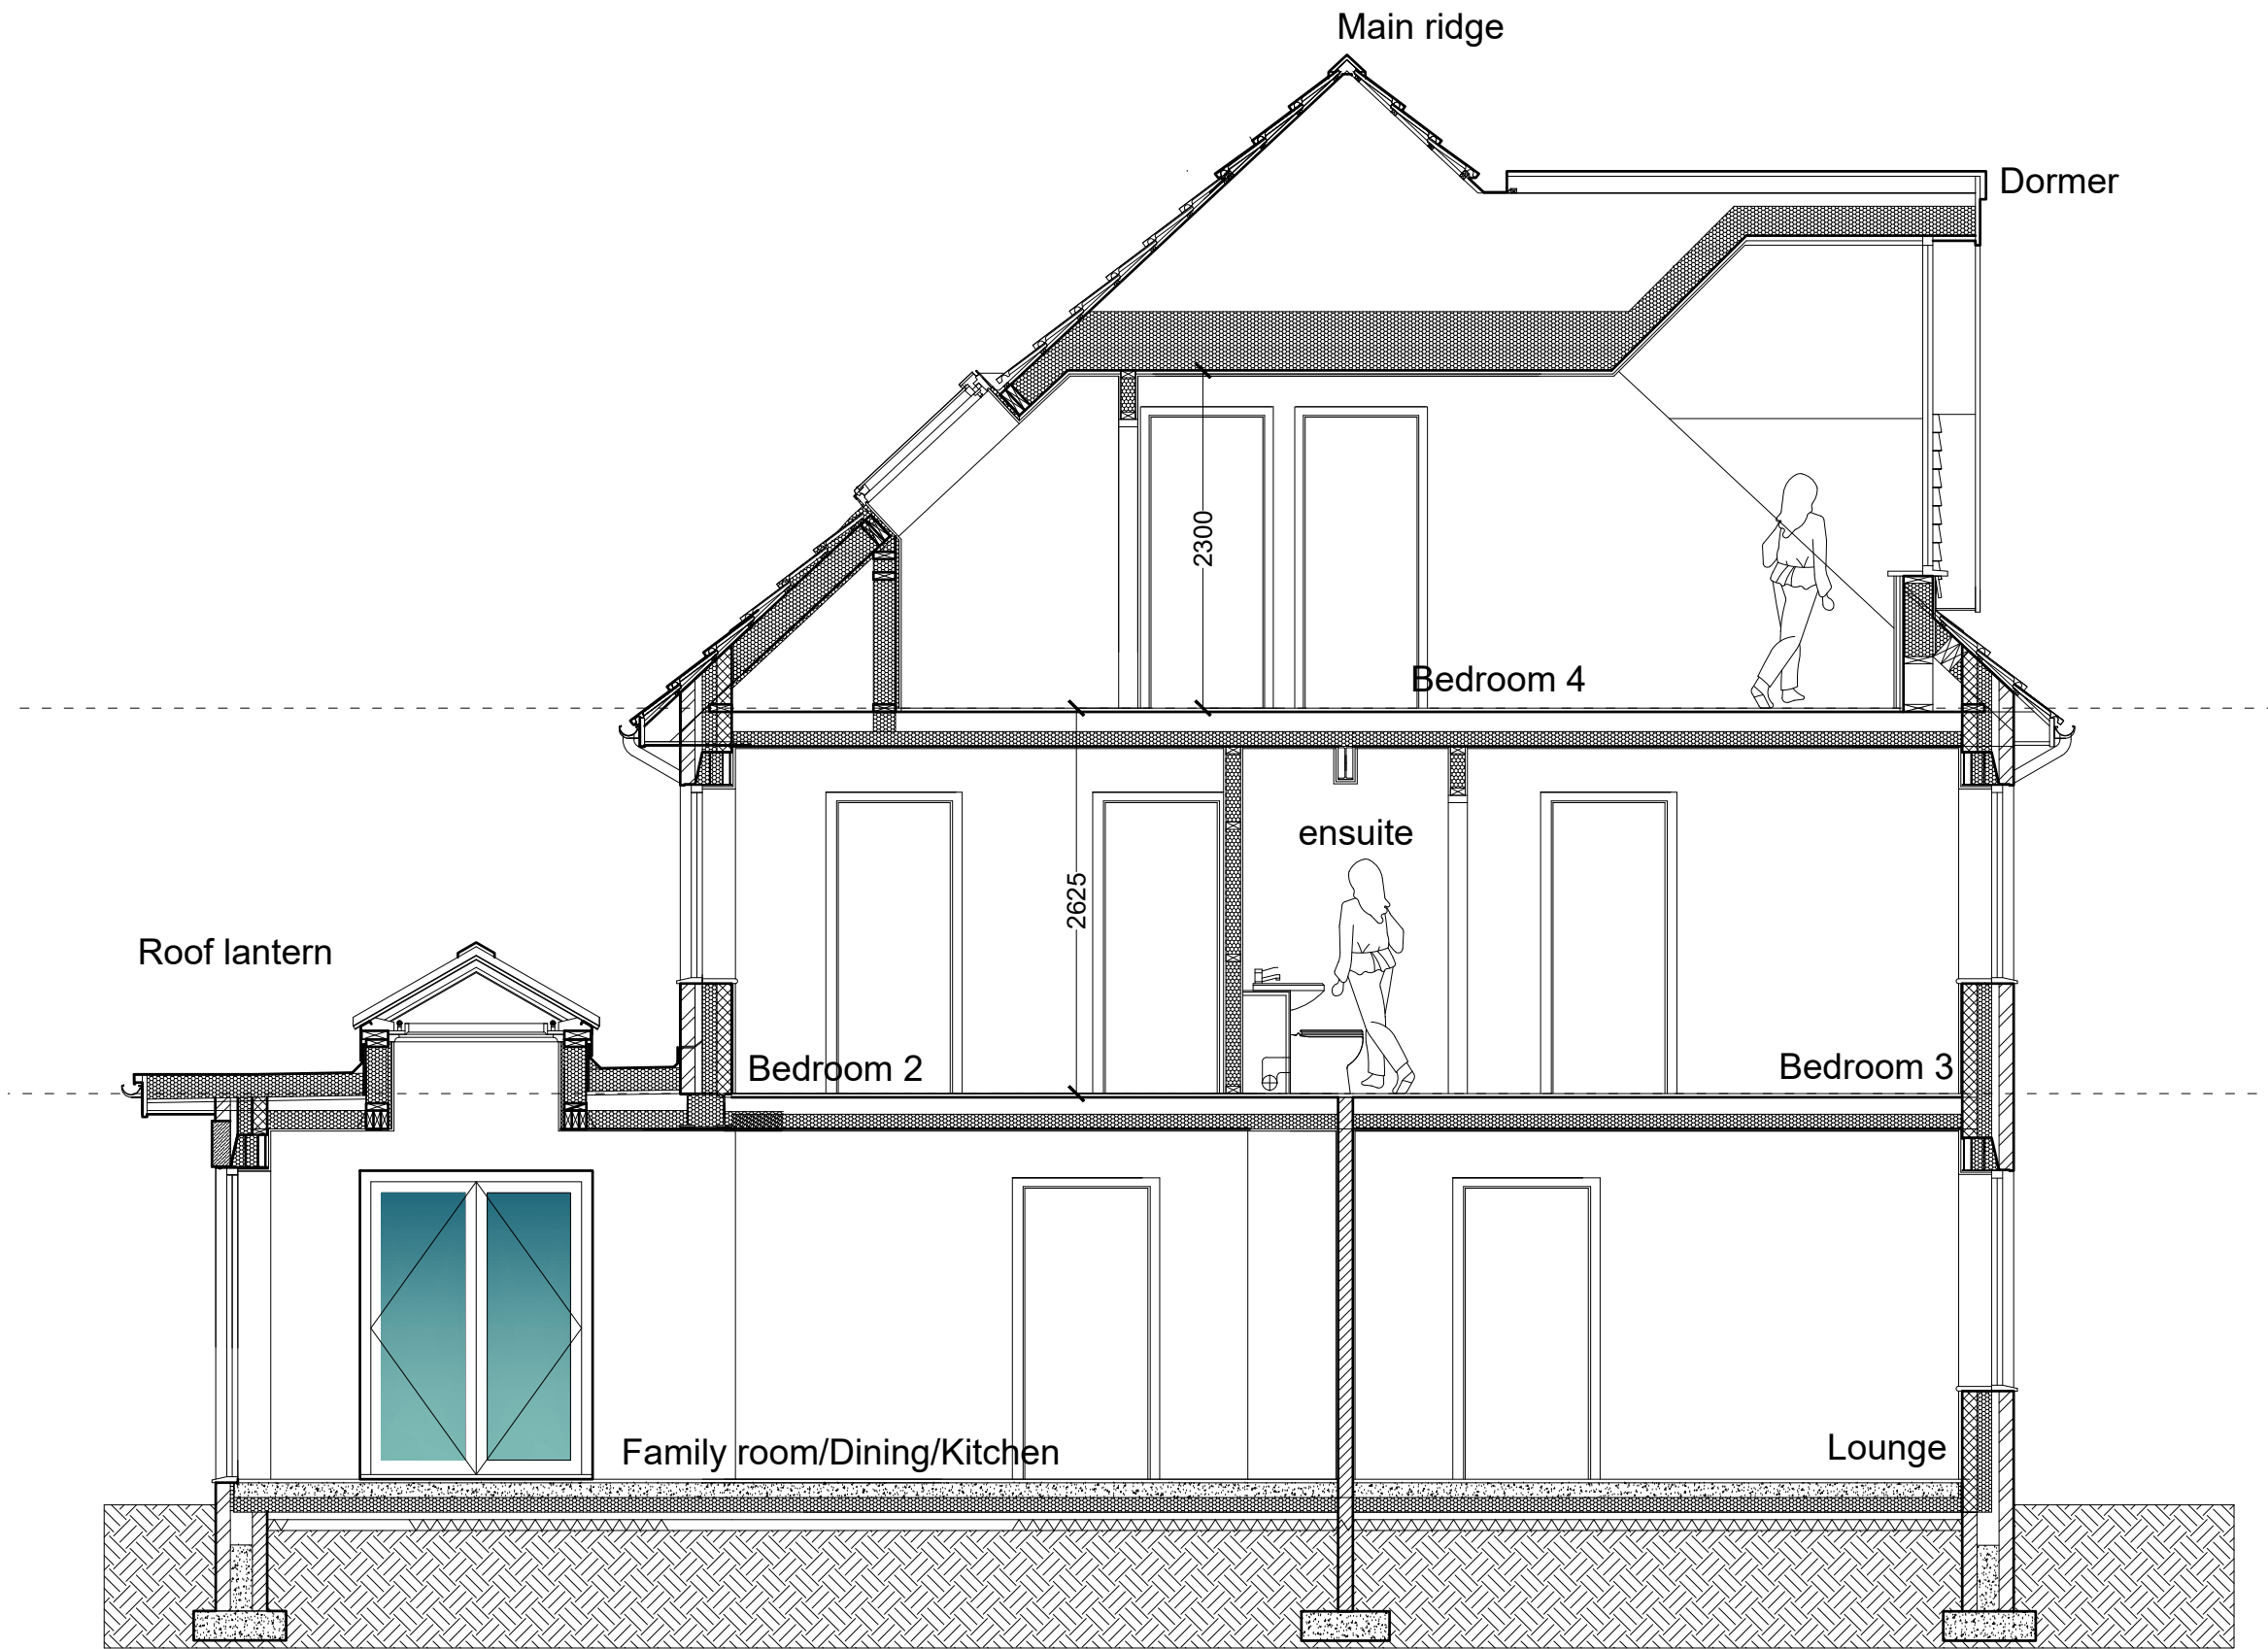 Main ridge
Dormer
2300
Bedroom 4
ensuite
2625
Roof lantern
Bedroom 2
Bedroom 3
Family room/Dining/Kitchen
Lounge